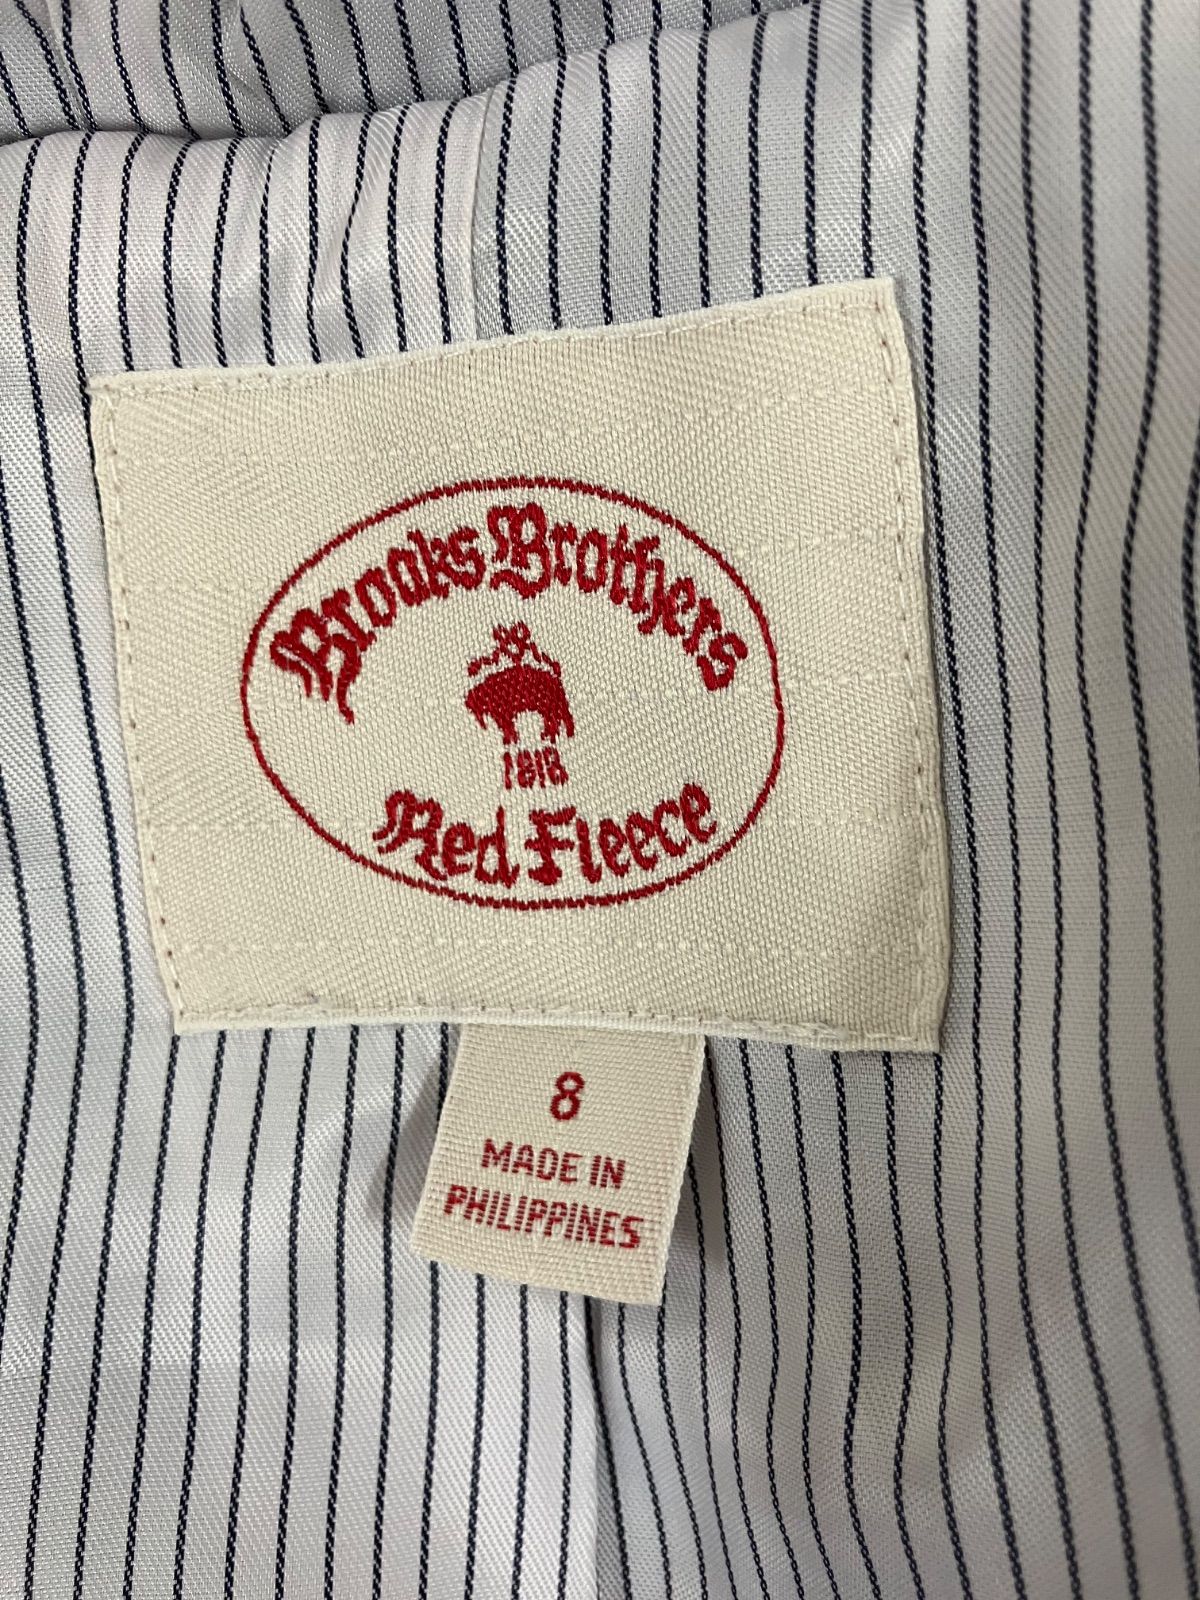 Brooks Brothers
1818
Red Fleece
8
MADE IN
PHILIPPINES